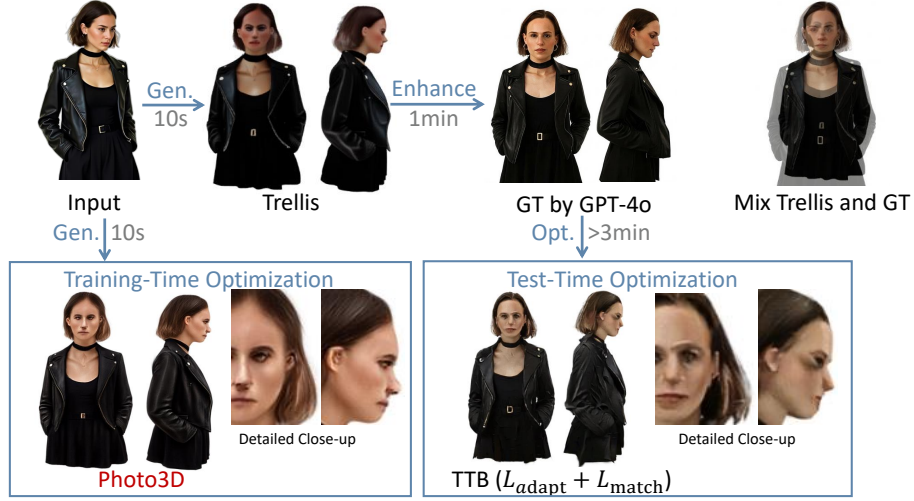 Gen.
10s
Enhance
1min
Input
Trellis
GT by GPT-4o
Mix Trellis and GT
Gen. 10s
Opt. >3min
Training-Time Optimization
Test-Time Optimization
Detailed Close-up
Detailed Close-up
Photo3D
TTB (L_adapt + L_match)